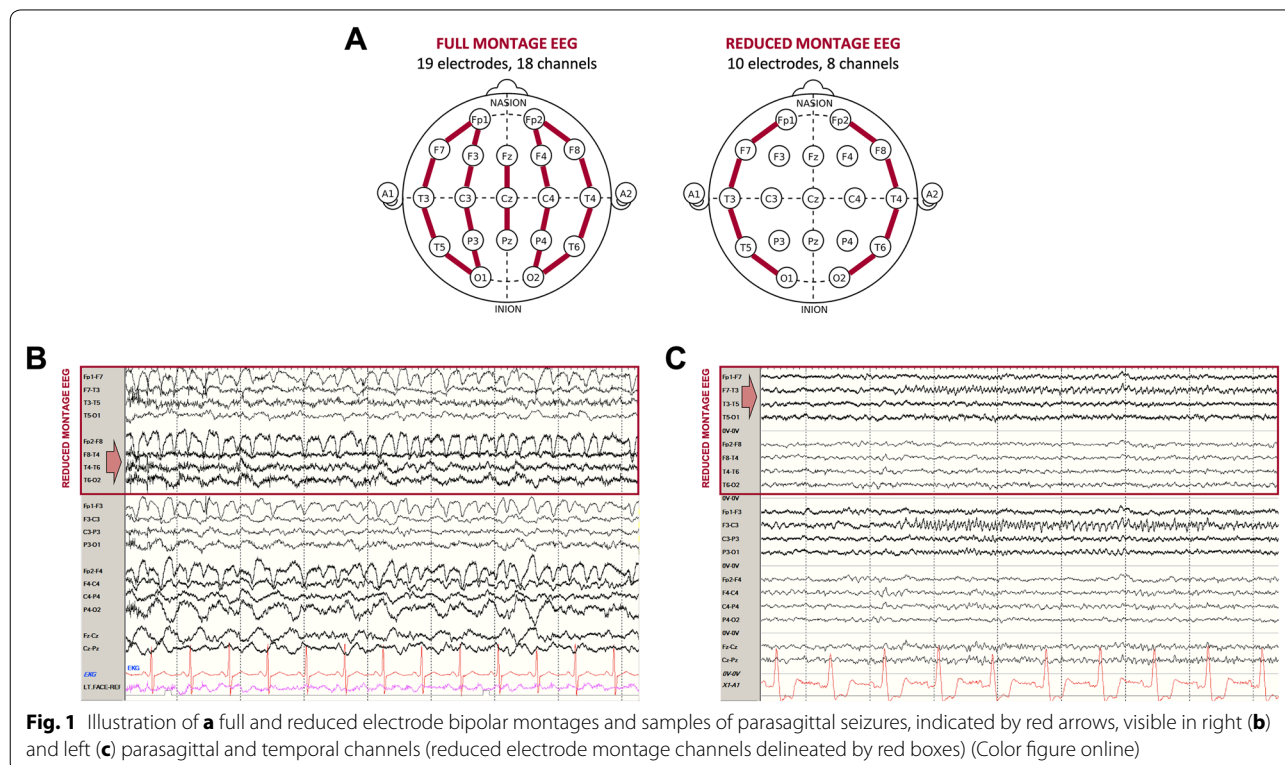 A
FULL MONTAGE EEG
19 electrodes, 18 channels
NASION
Fp1 Fp2
F7 F3 Fz F4 F8
A1 T3 C3 Cz C4 T4 A2
T5 P3 Pz P4 T6
O1 O2
INION
REDUCED MONTAGE EEG
10 electrodes, 8 channels
NASION
Fp1 Fp2
F7 F3 Fz F4 F8
A1 T3 C3 Cz C4 T4 A2
T5 P3 Pz P4 T6
O1 O2
INION
B
REDUCED MONTAGE EEG
Fp1-F7
F7-T3
T3-T5
T5-O1
Fp2-F8
F8-T4
T4-T6
T6-O2
Fp1-F3
F3-C3
C3-P3
P3-O1
Fp2-F4
F4-C4
C4-P4
P4-O2
Fz-Cz
Cz-Pz
EKG EKG
LT.FACE-REF
C
REDUCED MONTAGE EEG
Fp1-F7
F7-T3
T3-T5
T5-O1
0V-0V
Fp2-F8
F8-T4
T4-T6
T6-O2
0V-0V
Fp1-F3
F3-C3
C3-P3
P3-O1
0V-0V
Fp2-F4
F4-C4
C4-P4
P4-O2
0V-0V
Fz-Cz
Cz-Pz
0V-0V
X1-A1
Fig. 1 Illustration of a full and reduced electrode bipolar montages and samples of parasagittal seizures, indicated by red arrows, visible in right (b)
and left (c) parasagittal and temporal channels (reduced electrode montage channels delineated by red boxes) (Color figure online)